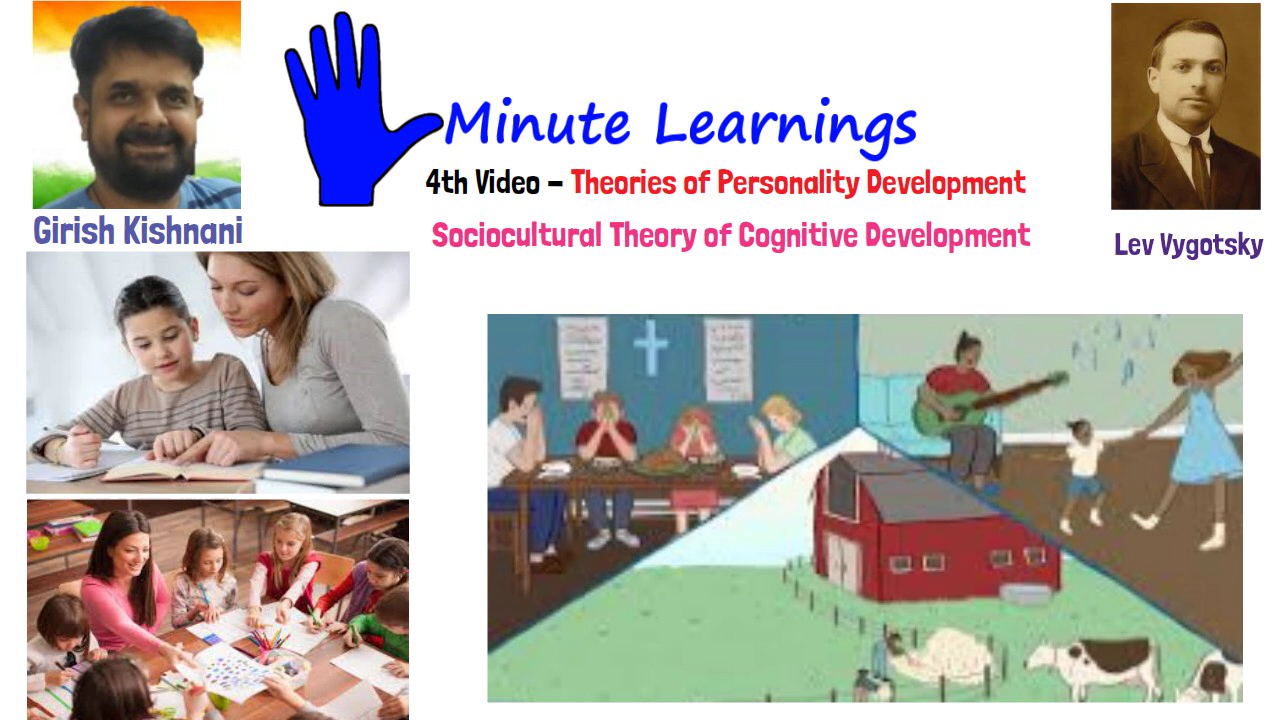 Minute Learnings
4th Video – Theories of Personality Development
Girish Kishnani
Sociocultural Theory of Cognitive Development
Lev Vygotsky